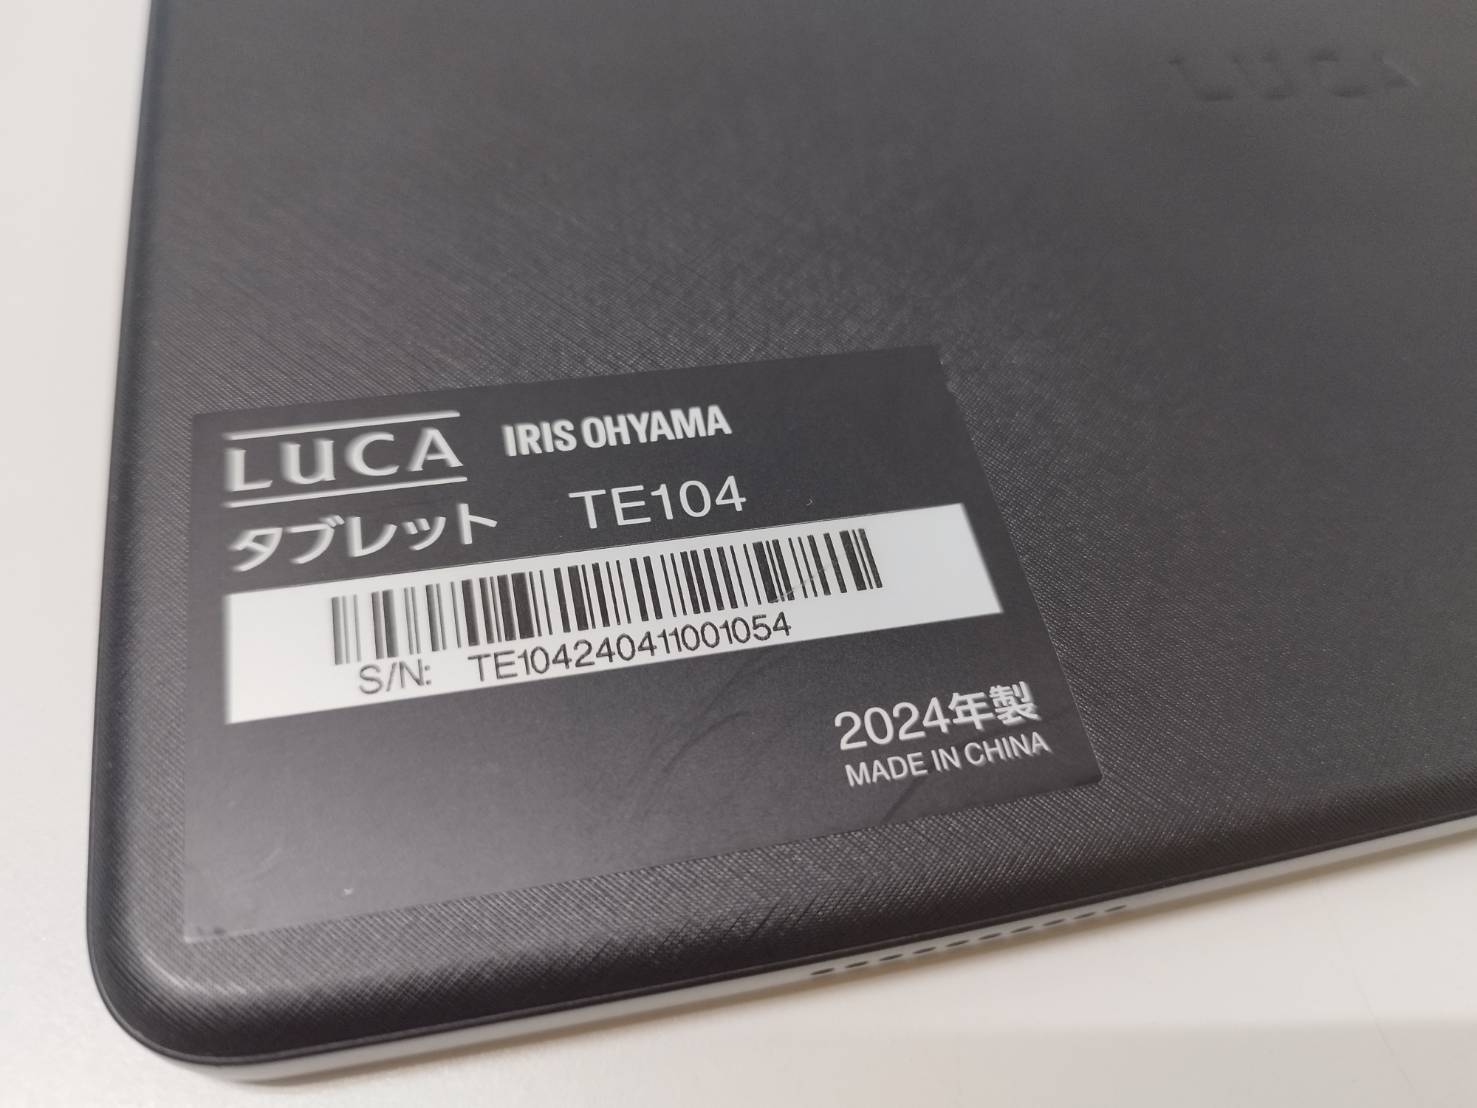 LUCA
LUCA IRIS OHYAMA
タブレット TE104
S/N: TE104240411001054
2024年製
MADE IN CHINA